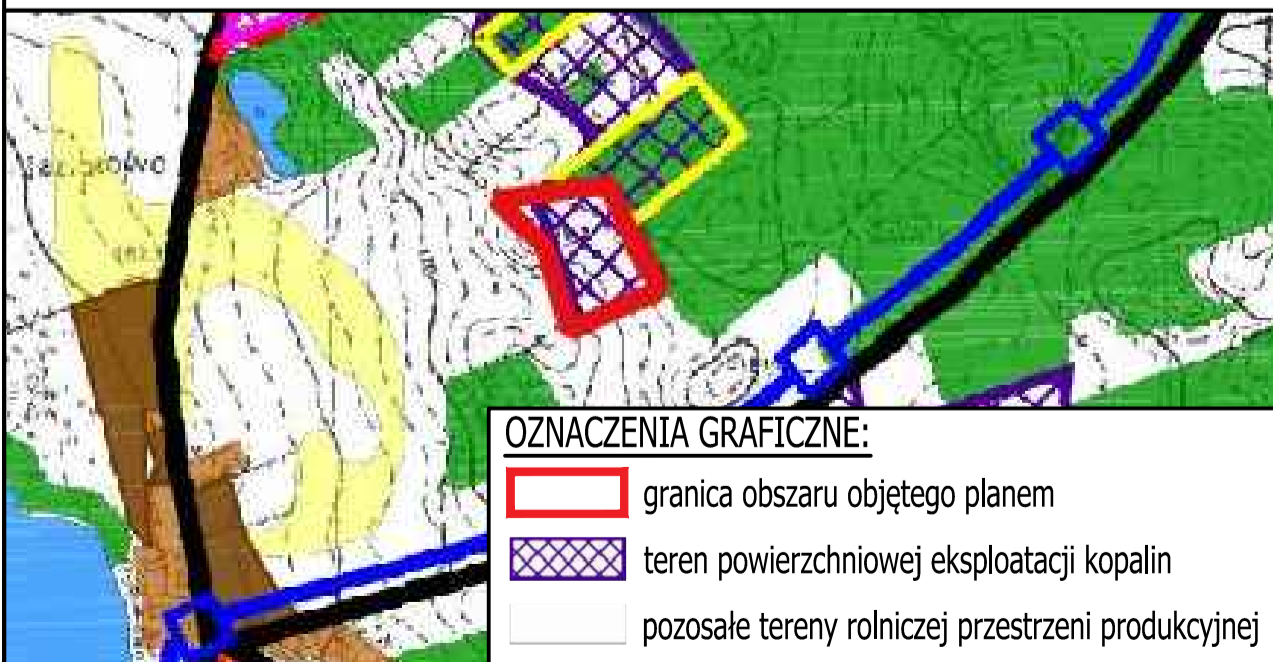 OZNACZENIA GRAFICZNE:
granica obszaru objętego planem
teren powierzchniowej eksploatacji kopalin
pozosałe tereny rolniczej przestrzeni produkcyjnej